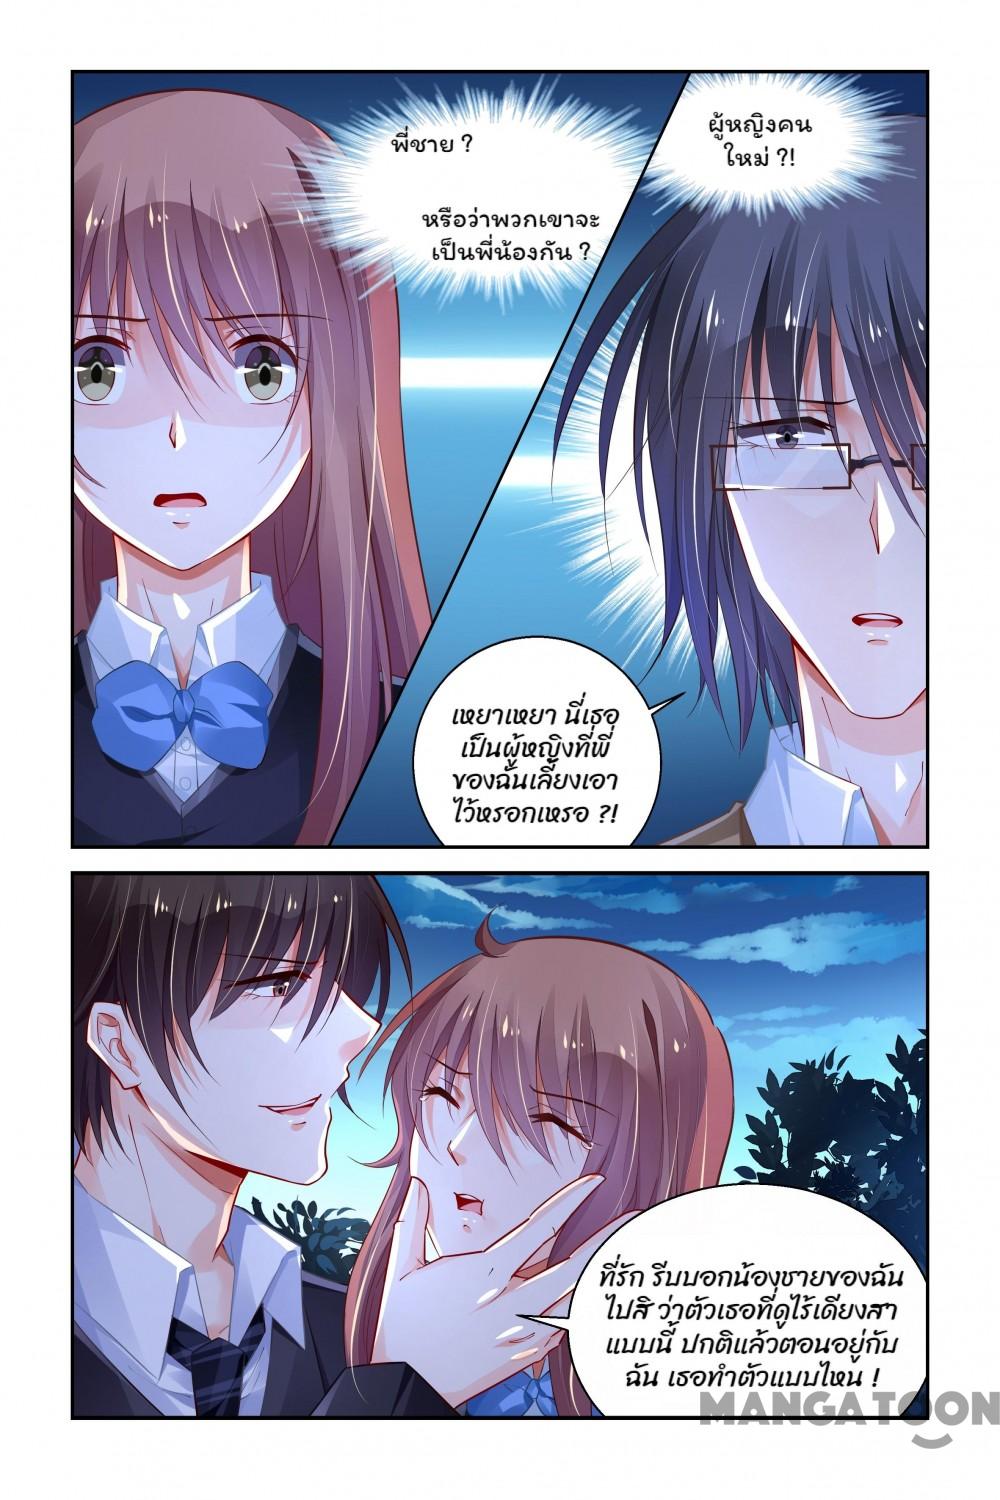 พี่ชาย ?
หรือว่าพวกเขาจะ
เป็นพี่น้องกัน ?
ผู้หญิงคน
ใหม่ ?!
เหยาเหยา นี่เธอ
เป็นผู้หญิงที่พี่
ของฉันเลี้ยงเอา
ไว้หรอกเหรอ ?!
ที่รัก รีบบอกน้องชายของฉัน
ไปสิ ว่าตัวเธอที่ดูไร้เดียงสา
แบบนี้ ปกติแล้วตอนอยู่กับ
ฉัน เธอทำตัวแบบไหน !
MANGATOON